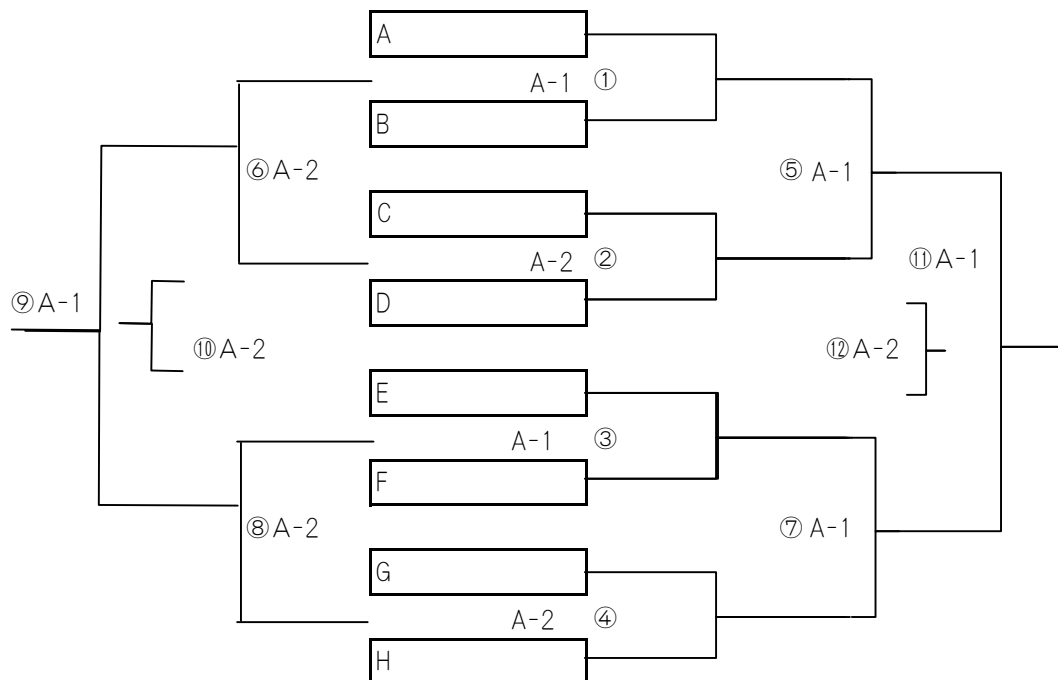 A
A-1 ①
B
⑥A-2
⑤ A-1
C
A-2 ②
⑪A-1
D
⑨A-1
⑩A-2
⑫A-2
E
A-1 ③
F
⑧A-2
⑦A-1
G
A-2 ④
H